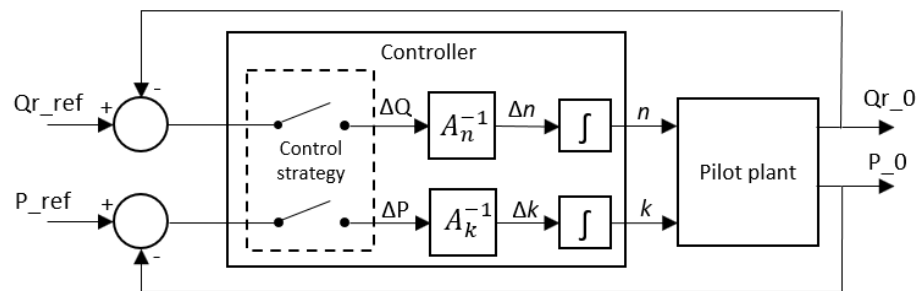 Controller
Qr_ref
+
-
ΔQ
A_n^{-1}
Δn
∫
n
Qr_0
Control
strategy
Pilot plant
P_0
P_ref
+
-
ΔP
A_k^{-1}
Δk
∫
k